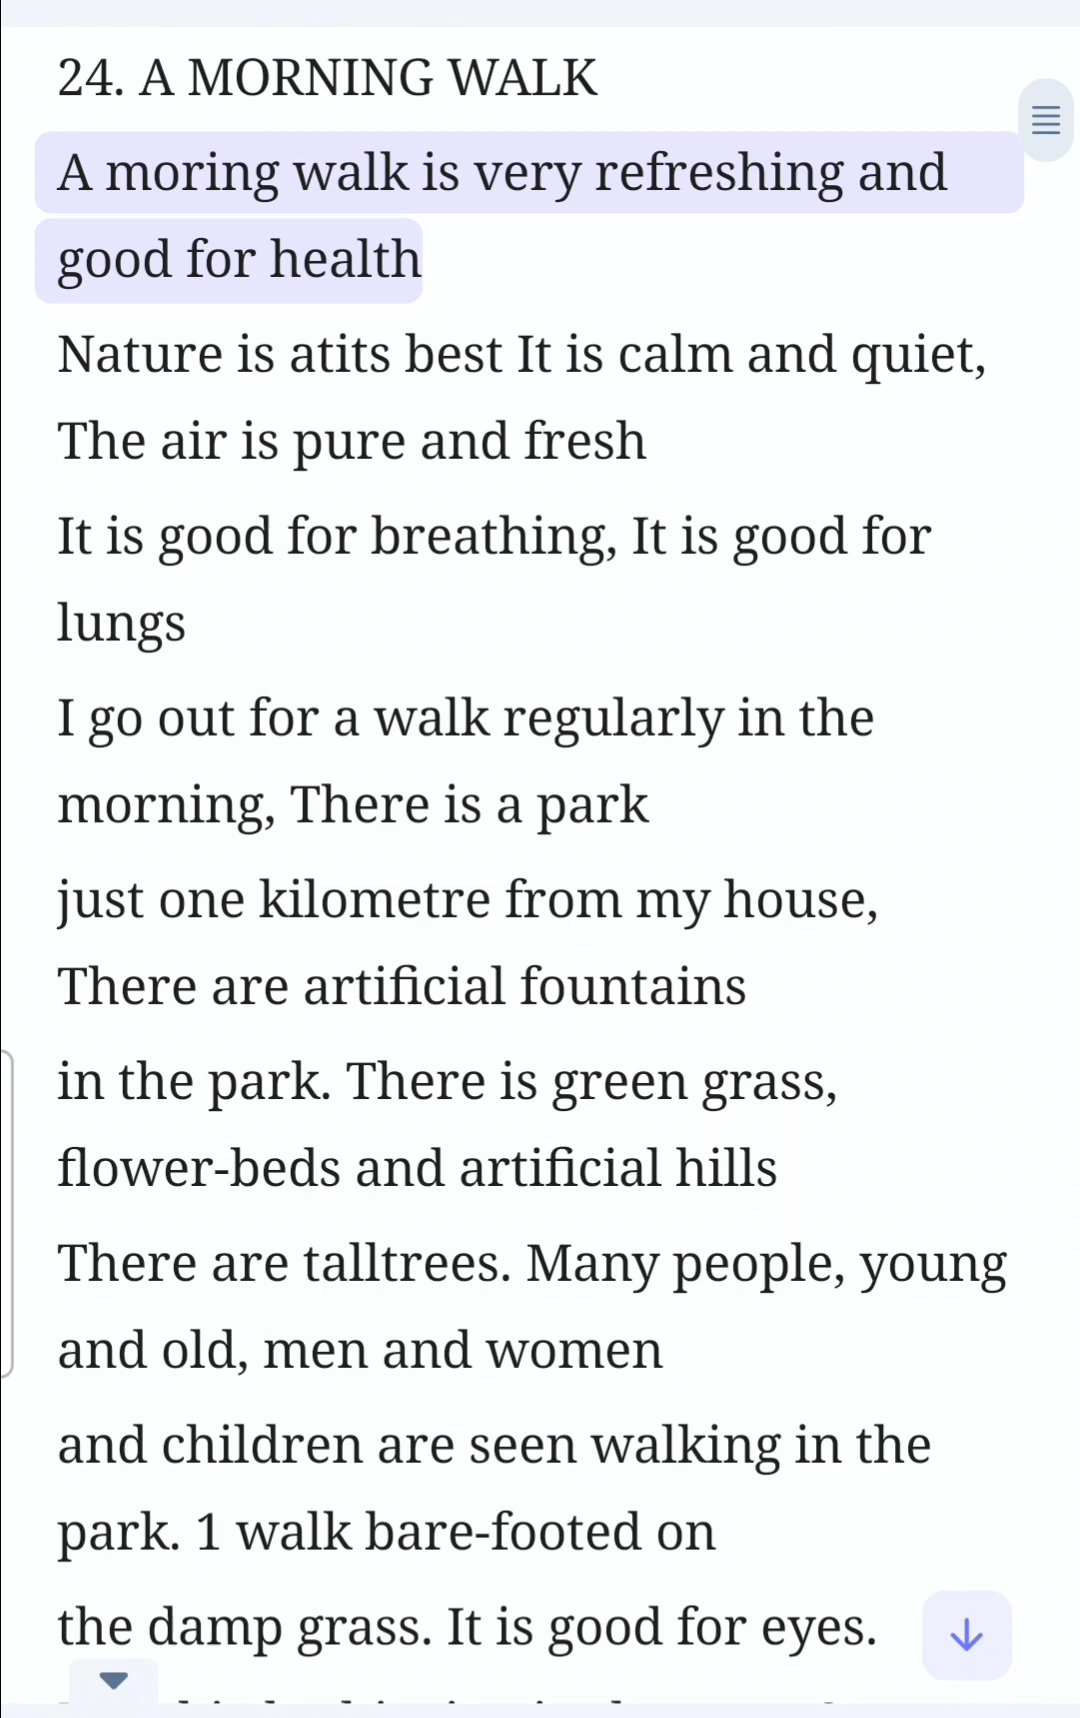 24. A MORNING WALK
A moring walk is very refreshing and
good for health
Nature is atits best It is calm and quiet,
The air is pure and fresh
It is good for breathing, It is good for
lungs
I go out for a walk regularly in the
morning, There is a park
just one kilometre from my house,
There are artificial fountains
in the park. There is green grass,
flower-beds and artificial hills
There are talltrees. Many people, young
and old, men and women
and children are seen walking in the
park. 1 walk bare-footed on
the damp grass. It is good for eyes.